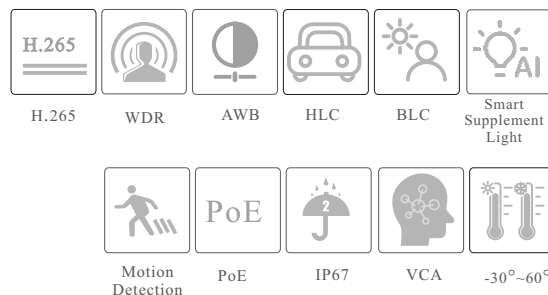 H.265
AI
H.265
WDR
AWB
HLC
BLC
Smart
Supplement
Light
PoE
2
Motion
Detection
PoE
IP67
VCA
-30°~60°